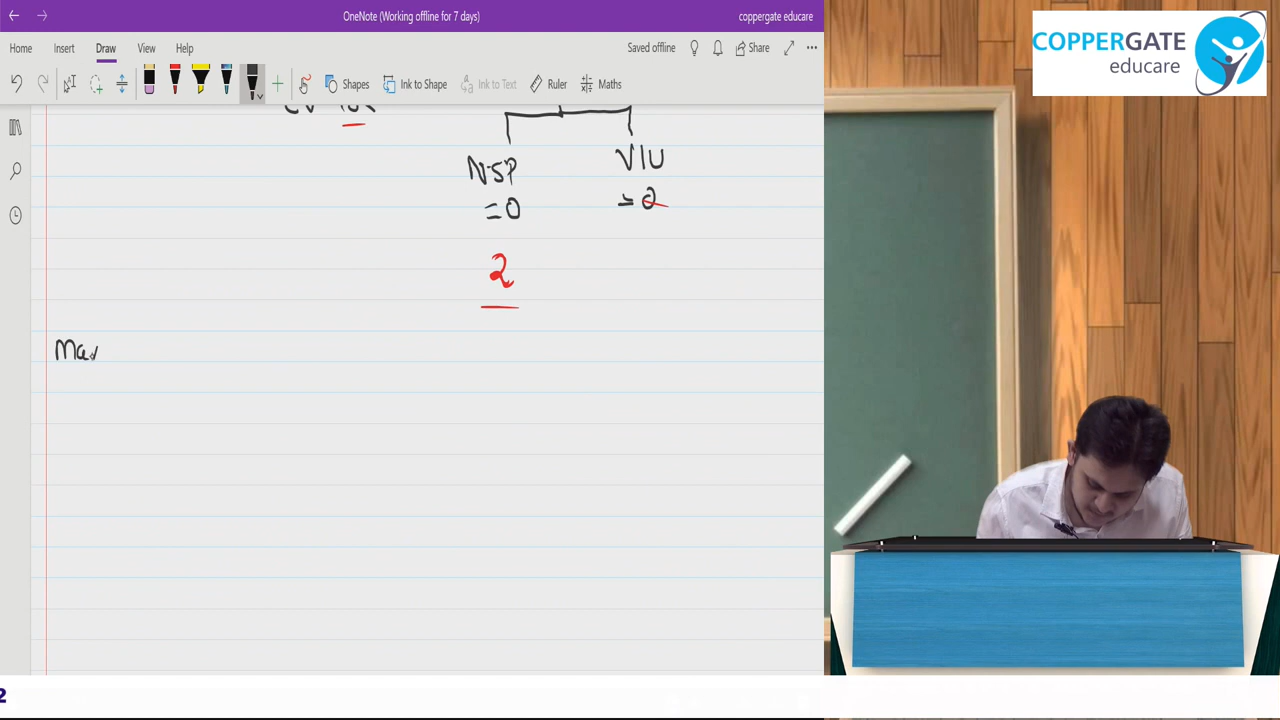 OneNote (Working offline for 7 days)
coppergate educare
Home Insert Draw View Help
Saved offline
Share
Shapes
Ink to Shape
Ink to Text
Ruler
Maths
COPPERGATE
educare
NSP
VIU
=0
2
2